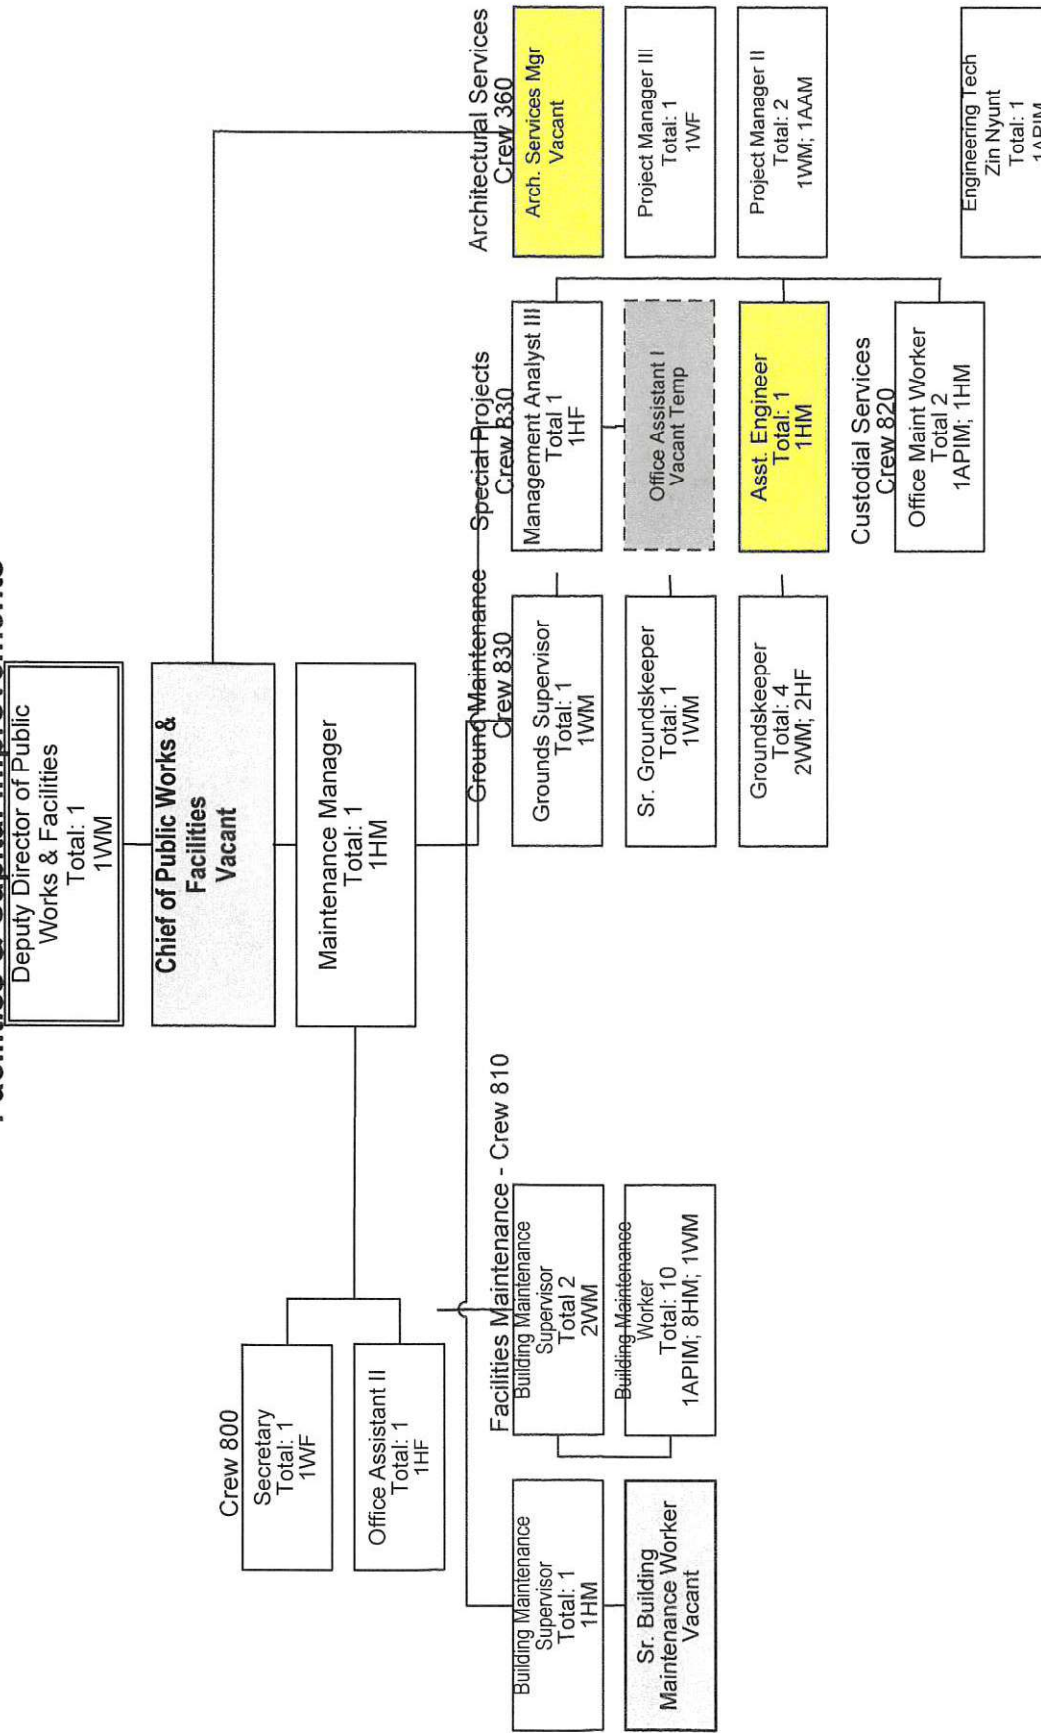 Deputy Director of Public
Works & Facilities
Total: 1
1WM
Chief of Public Works &
Facilities
Vacant
Maintenance Manager
Total: 1
1HM
Crew 800
Secretary
Total: 1
1WF
Office Assistant II
Total: 1
1HF
Building Maintenance
Supervisor
Total: 1
1HM
Sr. Building
Maintenance Worker
Vacant
Facilities Maintenance - Crew 810
Building Maintenance
Supervisor
Total 2
2WM
Building Maintenance
Worker
Total: 10
1APIM; 8HM; 1WM
Ground Maintenance
Crew 830
Grounds Supervisor
Total: 1
1WM
Sr. Groundskeeper
Total: 1
1WM
Groundskeeper
Total: 4
2WM; 2HF
Special Projects
Crew 830
Management Analyst III
Total 1
1HF
Office Assistant I
Vacant Temp
Asst. Engineer
Total: 1
1HM
Custodial Services
Crew 820
Office Maint Worker
Total 2
1APIM; 1HM
Architectural Services
Crew 360
Arch. Services Mgr
Vacant
Project Manager III
Total: 1
1WF
Project Manager II
Total: 2
1WM; 1AAM
Engineering Tech
Zin Nyunt
Total: 1
1APIM